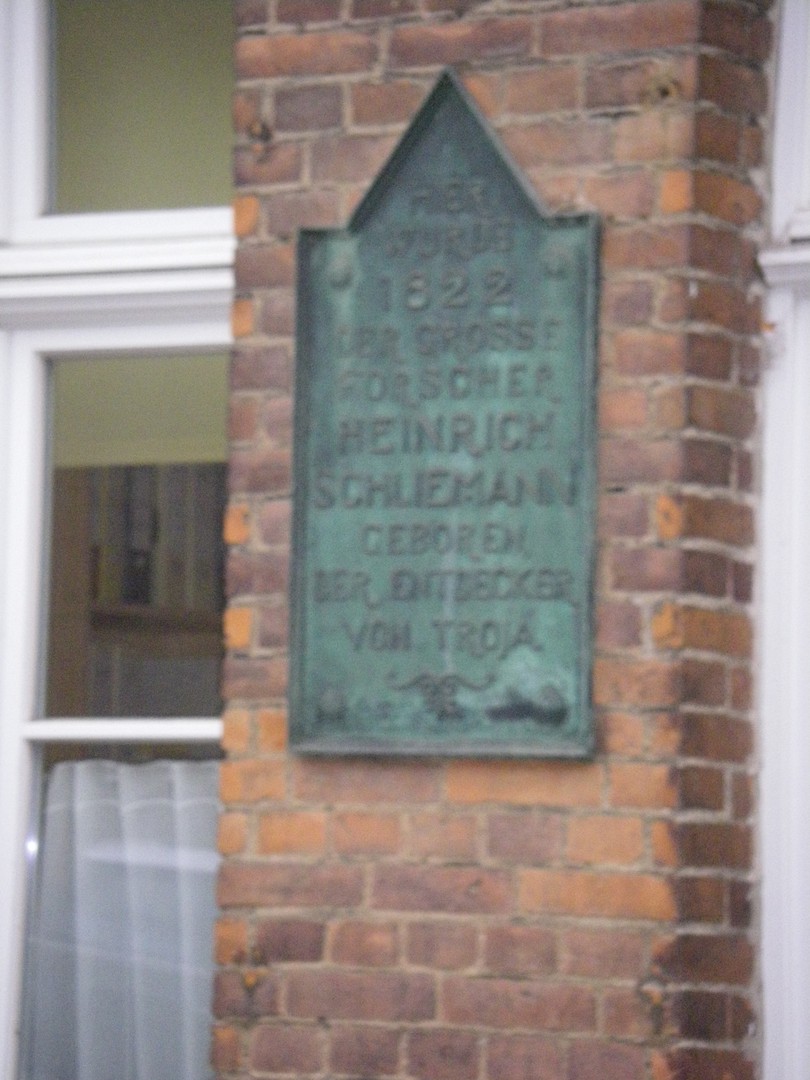 HIER
WURDE
1822
DER GROSSE
FORSCHER
HEINRICH
SCHLIEMANN
GEBOREN
DER ENTDECKER
VON TROJA.